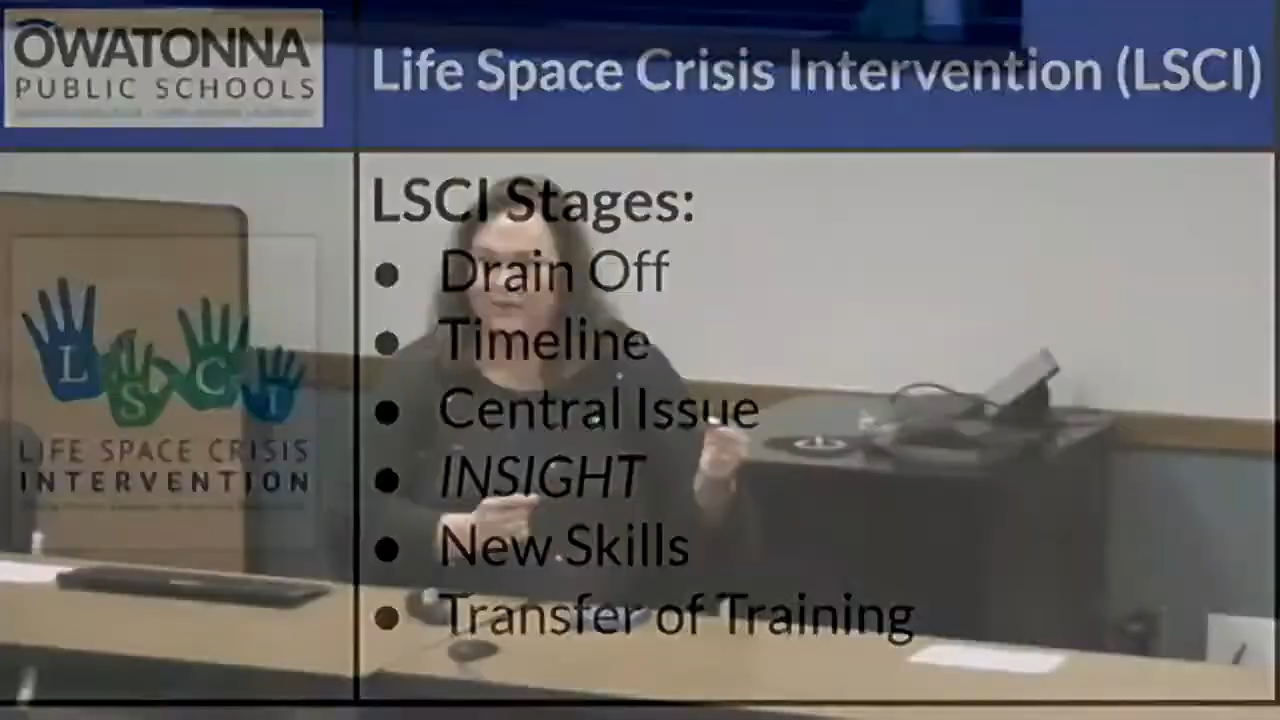 OWATONNA
PUBLIC SCHOOLS
Life Space Crisis Intervention (LSCI)
LSCI Stages:
● Drain Off
● Timeline
● Central Issue
● INSIGHT
● New Skills
● Transfer of Training
L S C I
LIFE SPACE CRISIS
INTERVENTION